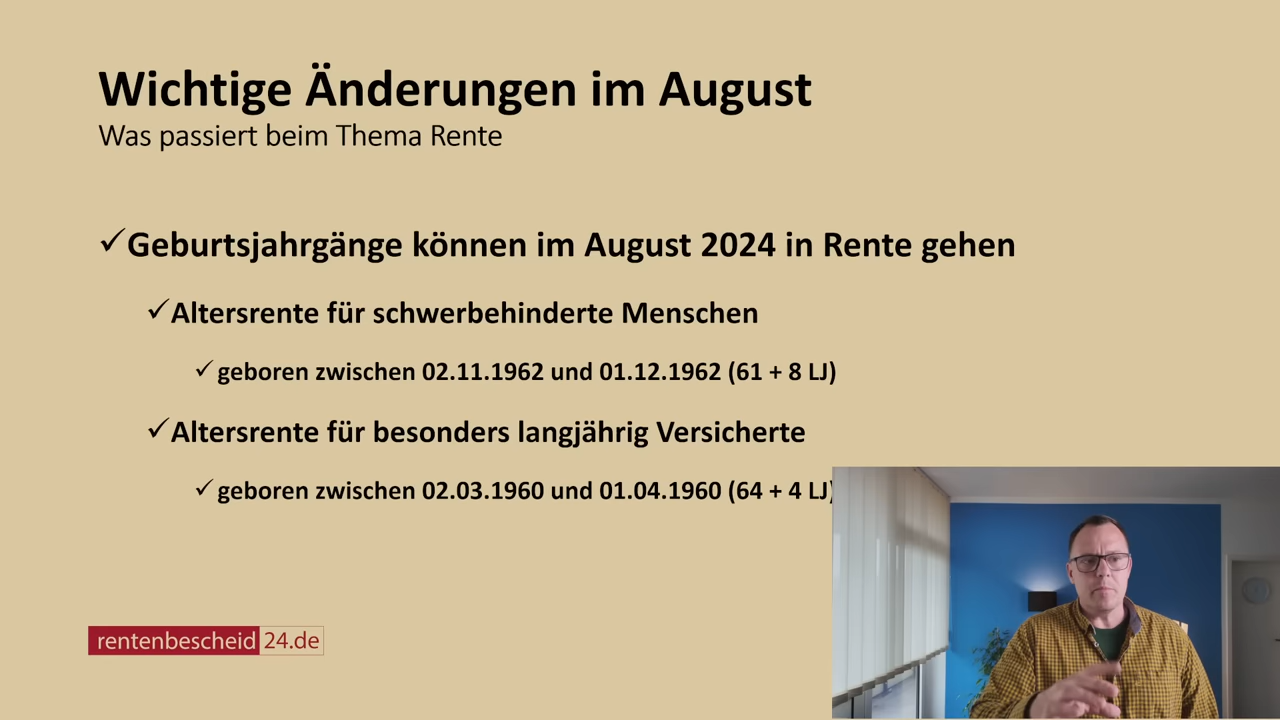 Wichtige Änderungen im August
Was passiert beim Thema Rente
Geburtsjahrgänge können im August 2024 in Rente gehen
Altersrente für schwerbehinderte Menschen
geboren zwischen 02.11.1962 und 01.12.1962 (61 + 8 LJ)
Altersrente für besonders langjährig Versicherte
geboren zwischen 02.03.1960 und 01.04.1960 (64 + 4 LJ)
rentenbescheid 24.de